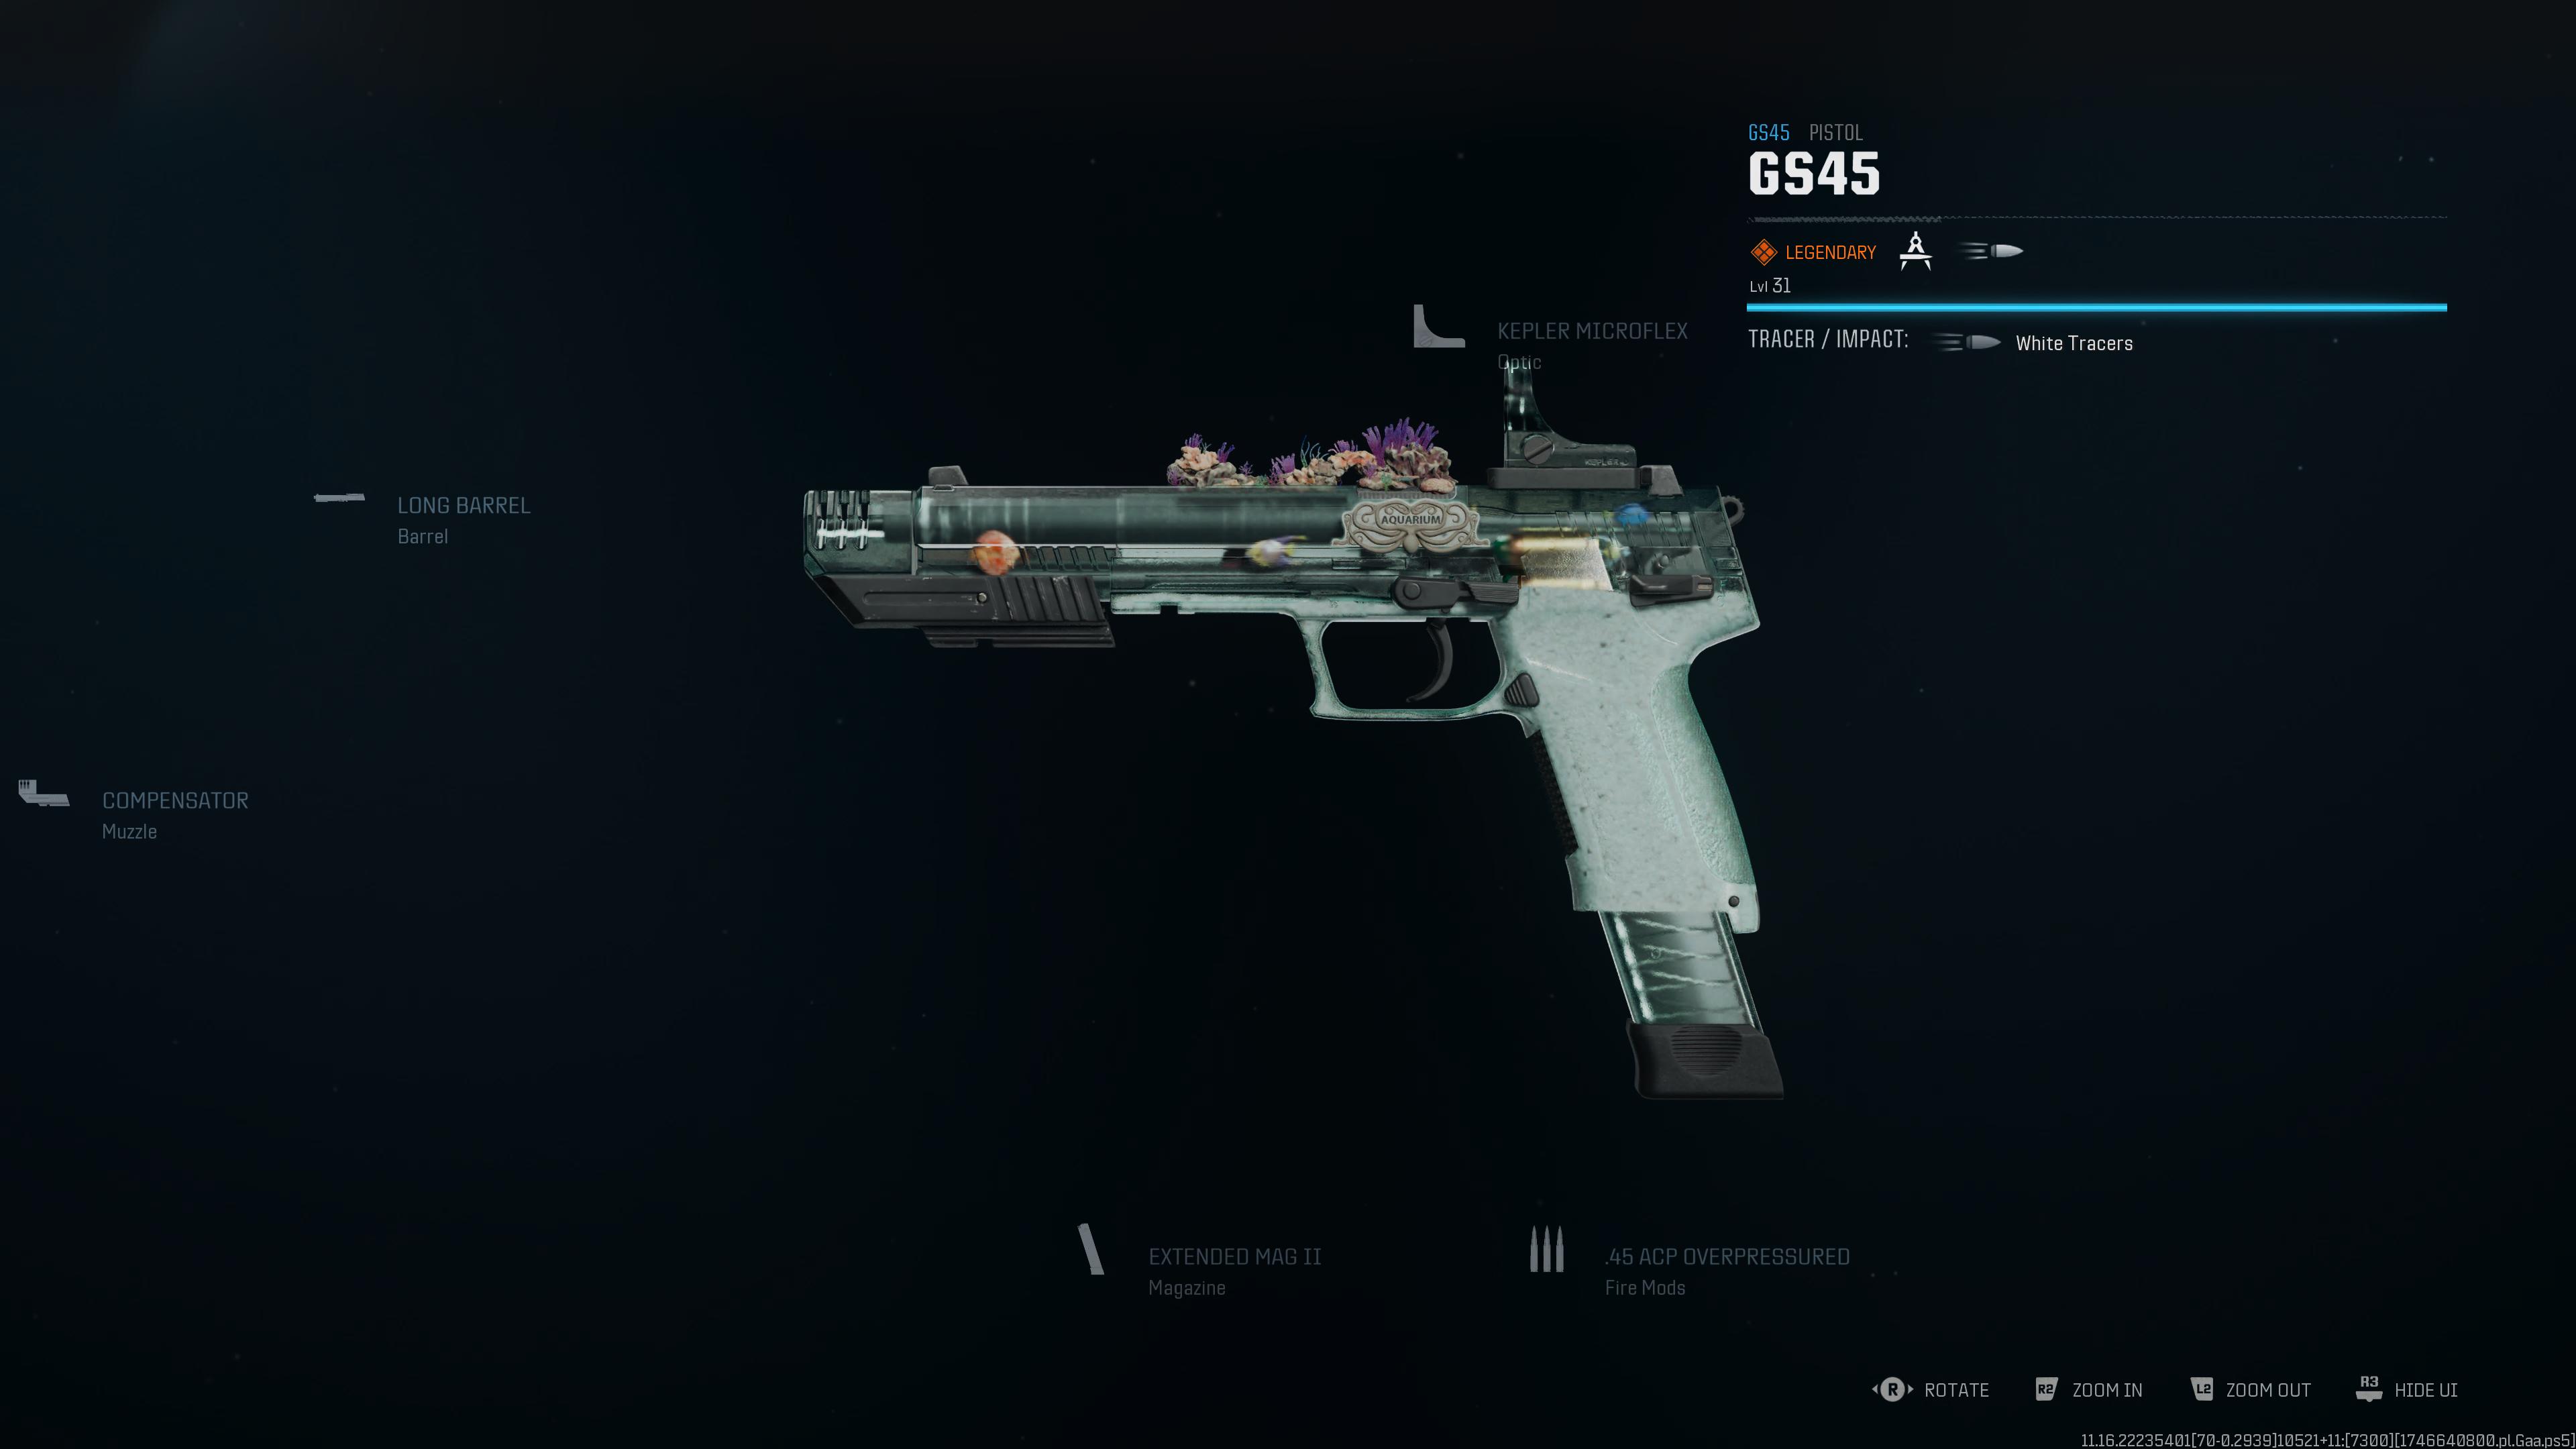 GS45 PISTOL
GS45
LEGENDARY
Lvl 31
TRACER / IMPACT: White Tracers
KEPLER MICROFLEX
Optic
KEPLER
AQUARIUM
LONG BARREL
Barrel
COMPENSATOR
Muzzle
EXTENDED MAG II
Magazine
.45 ACP OVERPRESSURED
Fire Mods
R ROTATE
R2 ZOOM IN
L2 ZOOM OUT
R3 HIDE UI
11.16.22235401[70-0.2939]10521+11:[7300][1746640800.pl.Gaa.ps5]